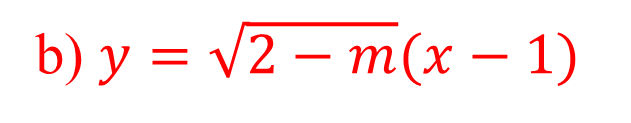 b) y = √(2 − m)(x − 1)